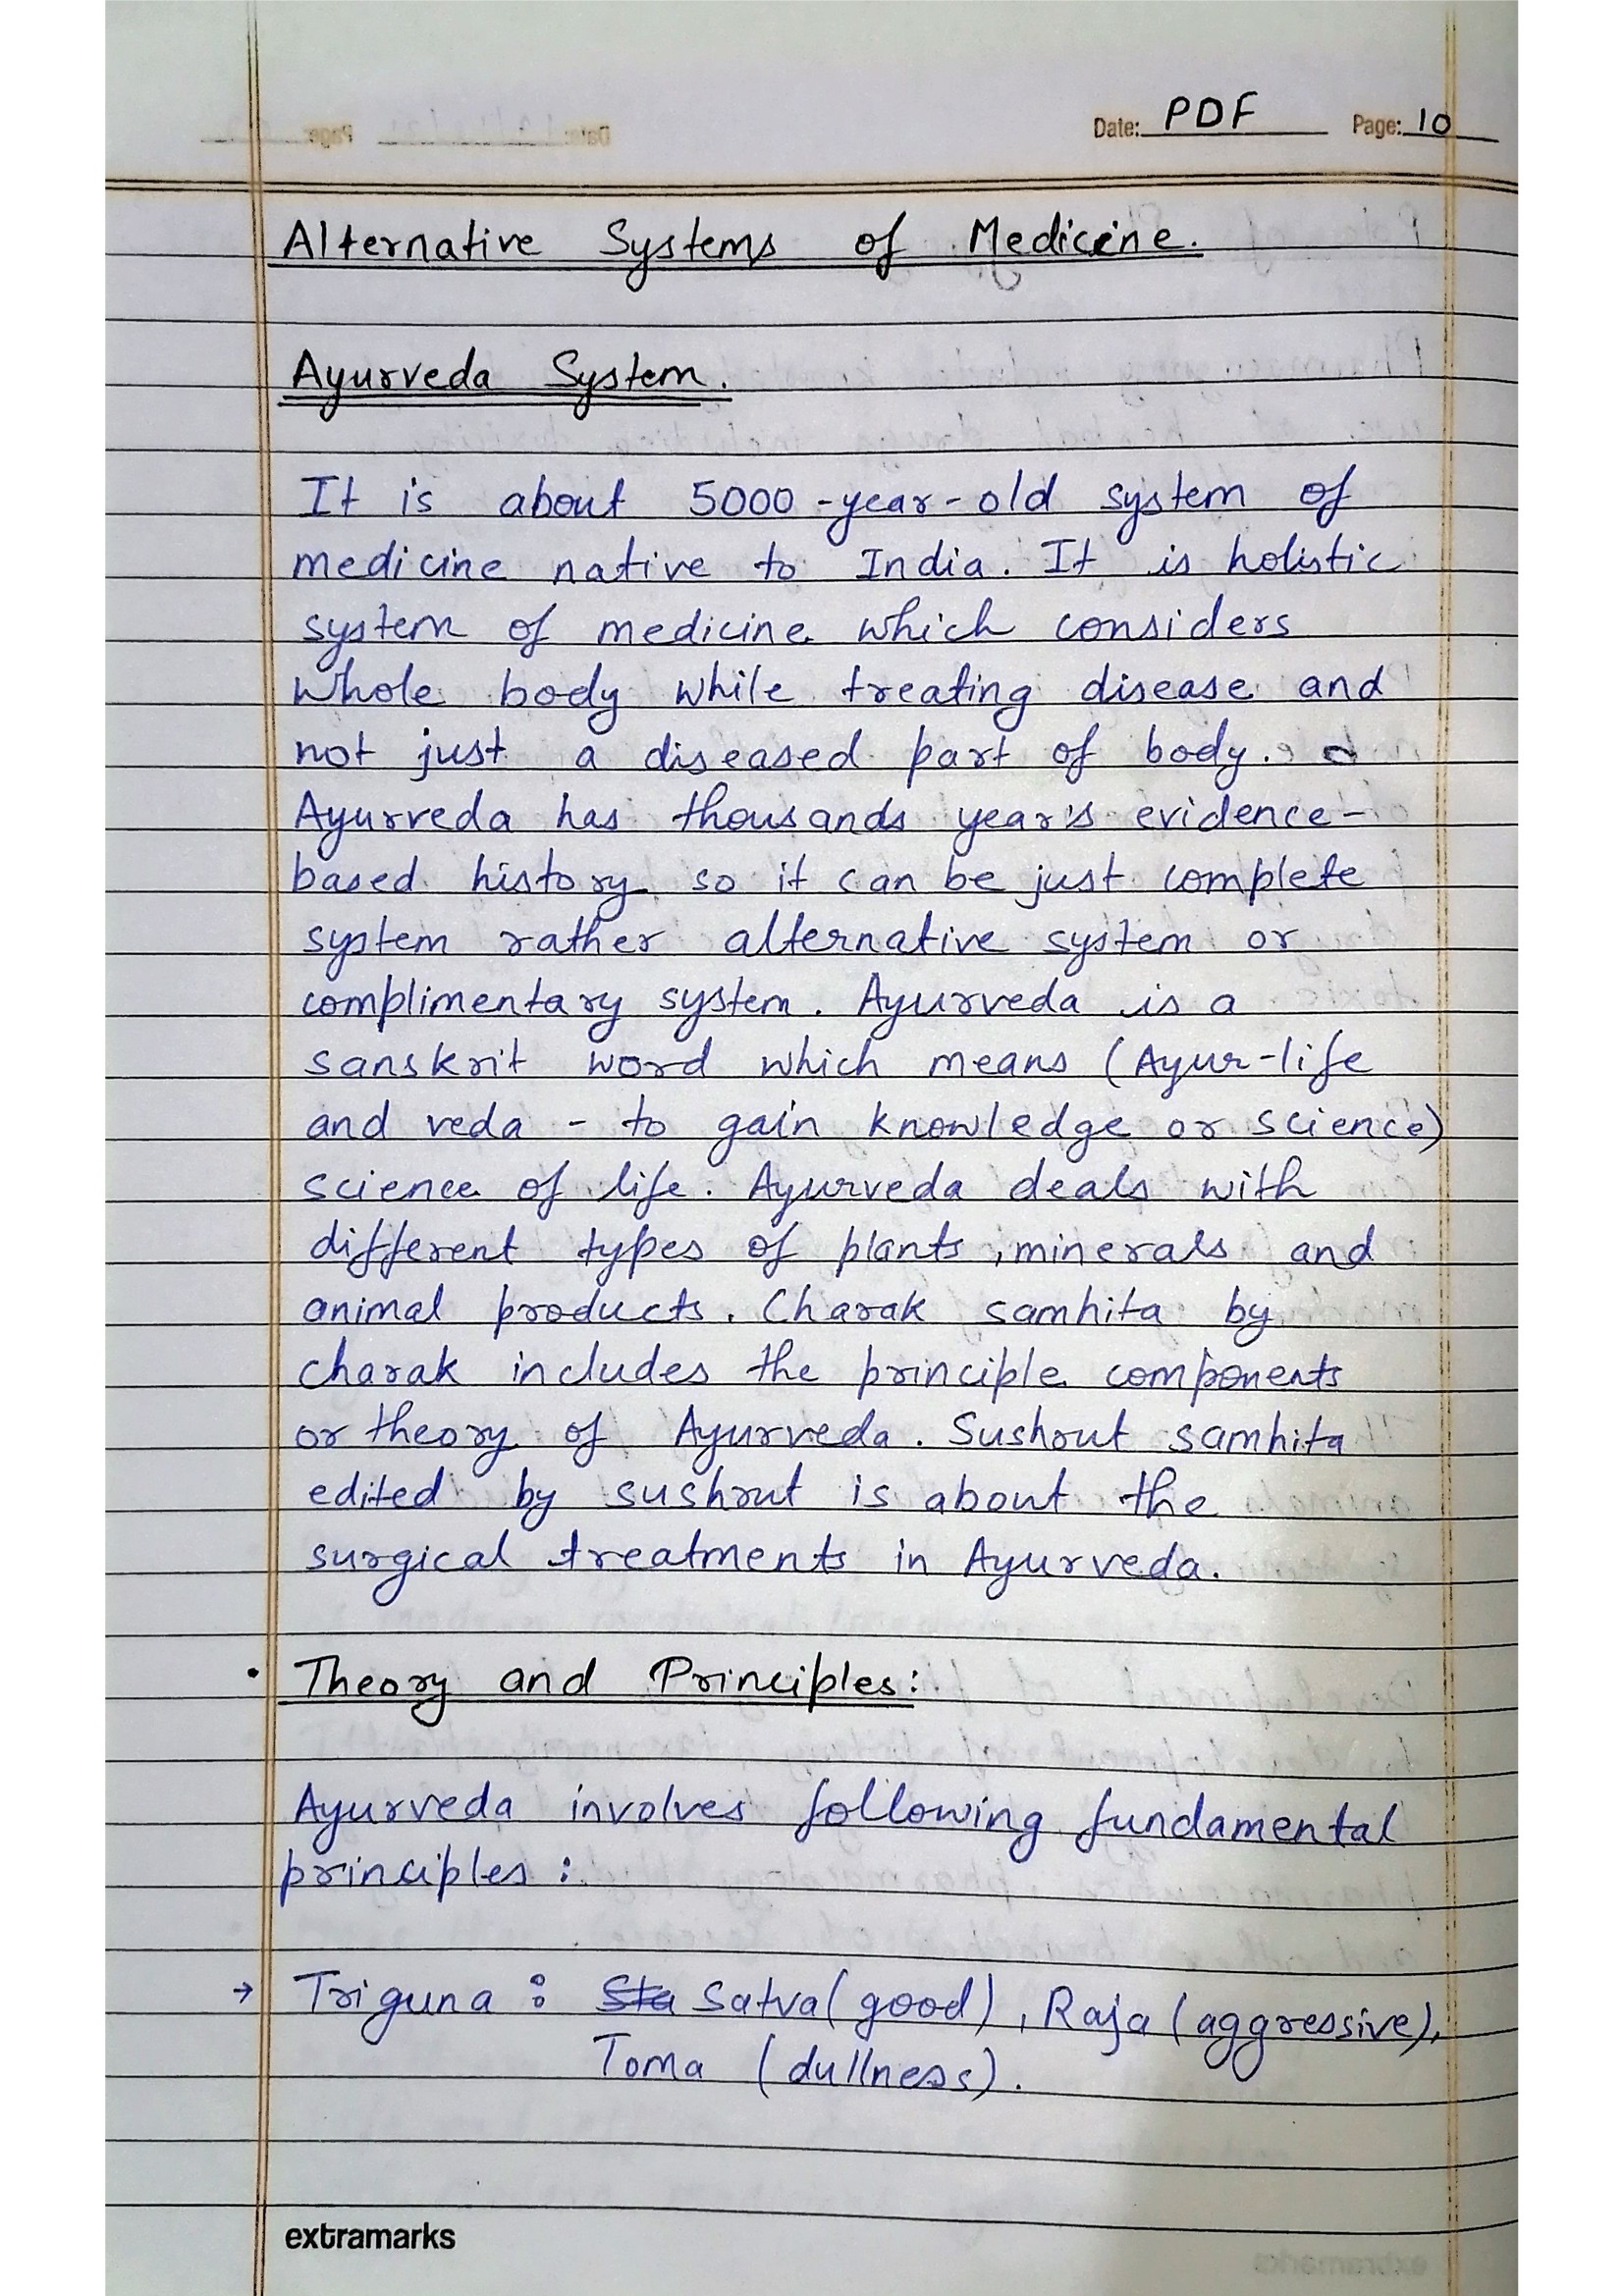 Date: PDF Page: 10
Alternative Systems of Medicine.
Ayurveda System.
It is about 5000-year-old system of
medicine native to India. It is holistic
system of medicine which considers
whole body while treating disease and
not just a diseased part of body.
Ayurveda has thousands year's evidence-
based history so it can be just complete
system rather alternative system or
complimentary system. Ayurveda is a
sanskrit word which means (Ayur-life
and veda - to gain knowledge or science)
science of life. Ayurveda deals with
different types of plants, minerals and
animal products. Charak samhita by
charak includes the principle components
or theory of Ayurveda. Sushrut samhita
edited by sushrut is about the
surgical treatments in Ayurveda.
• Theory and Principles:
Ayurveda involves following fundamental
principles:
→ Triguna : Sta Satva (good), Raja (aggressive),
Toma (dullness).
extramarks